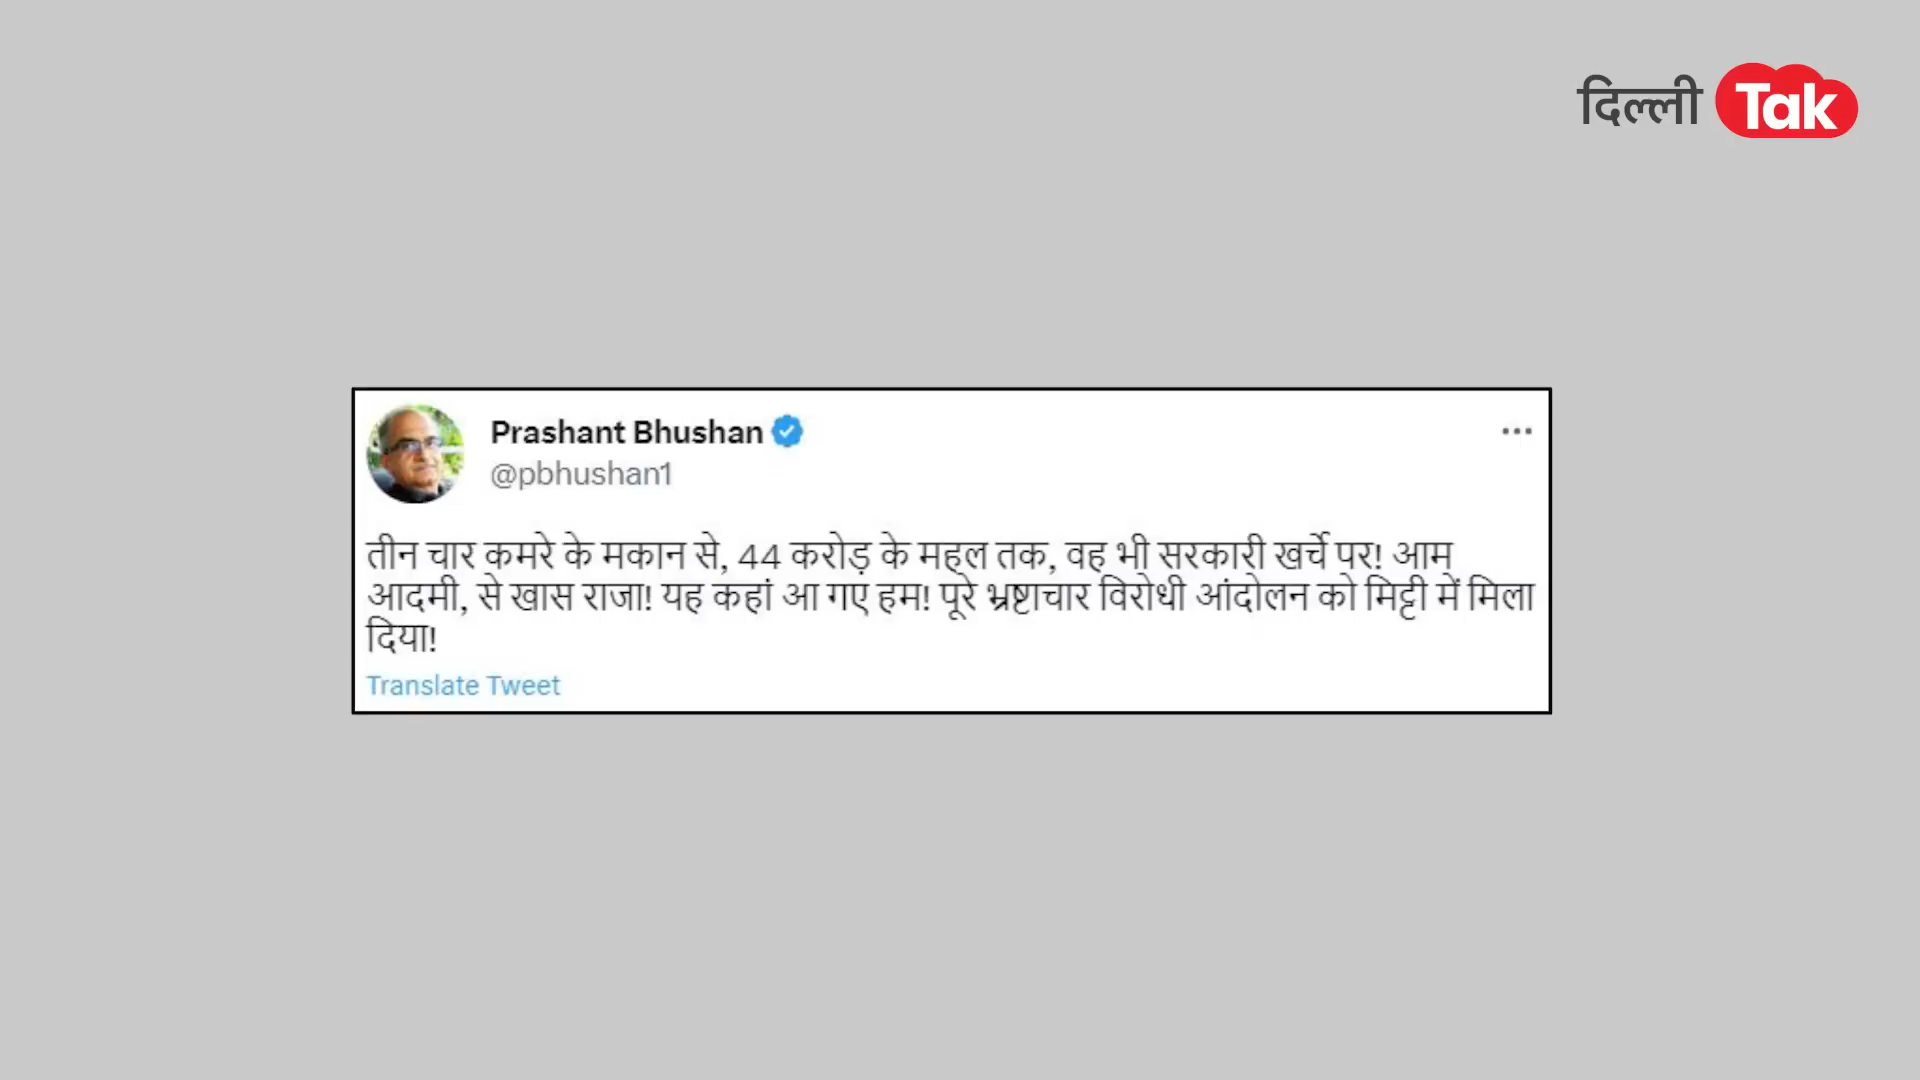 दिल्ली Tak
Prashant Bhushan
@pbhushan1
तीन चार कमरे के मकान से, 44 करोड़ के महल तक, वह भी सरकारी खर्चे पर! आम
आदमी, से खास राजा! यह कहां आ गए हम! पूरे भ्रष्टाचार विरोधी आंदोलन को मिट्टी में मिला
दिया!
Translate Tweet